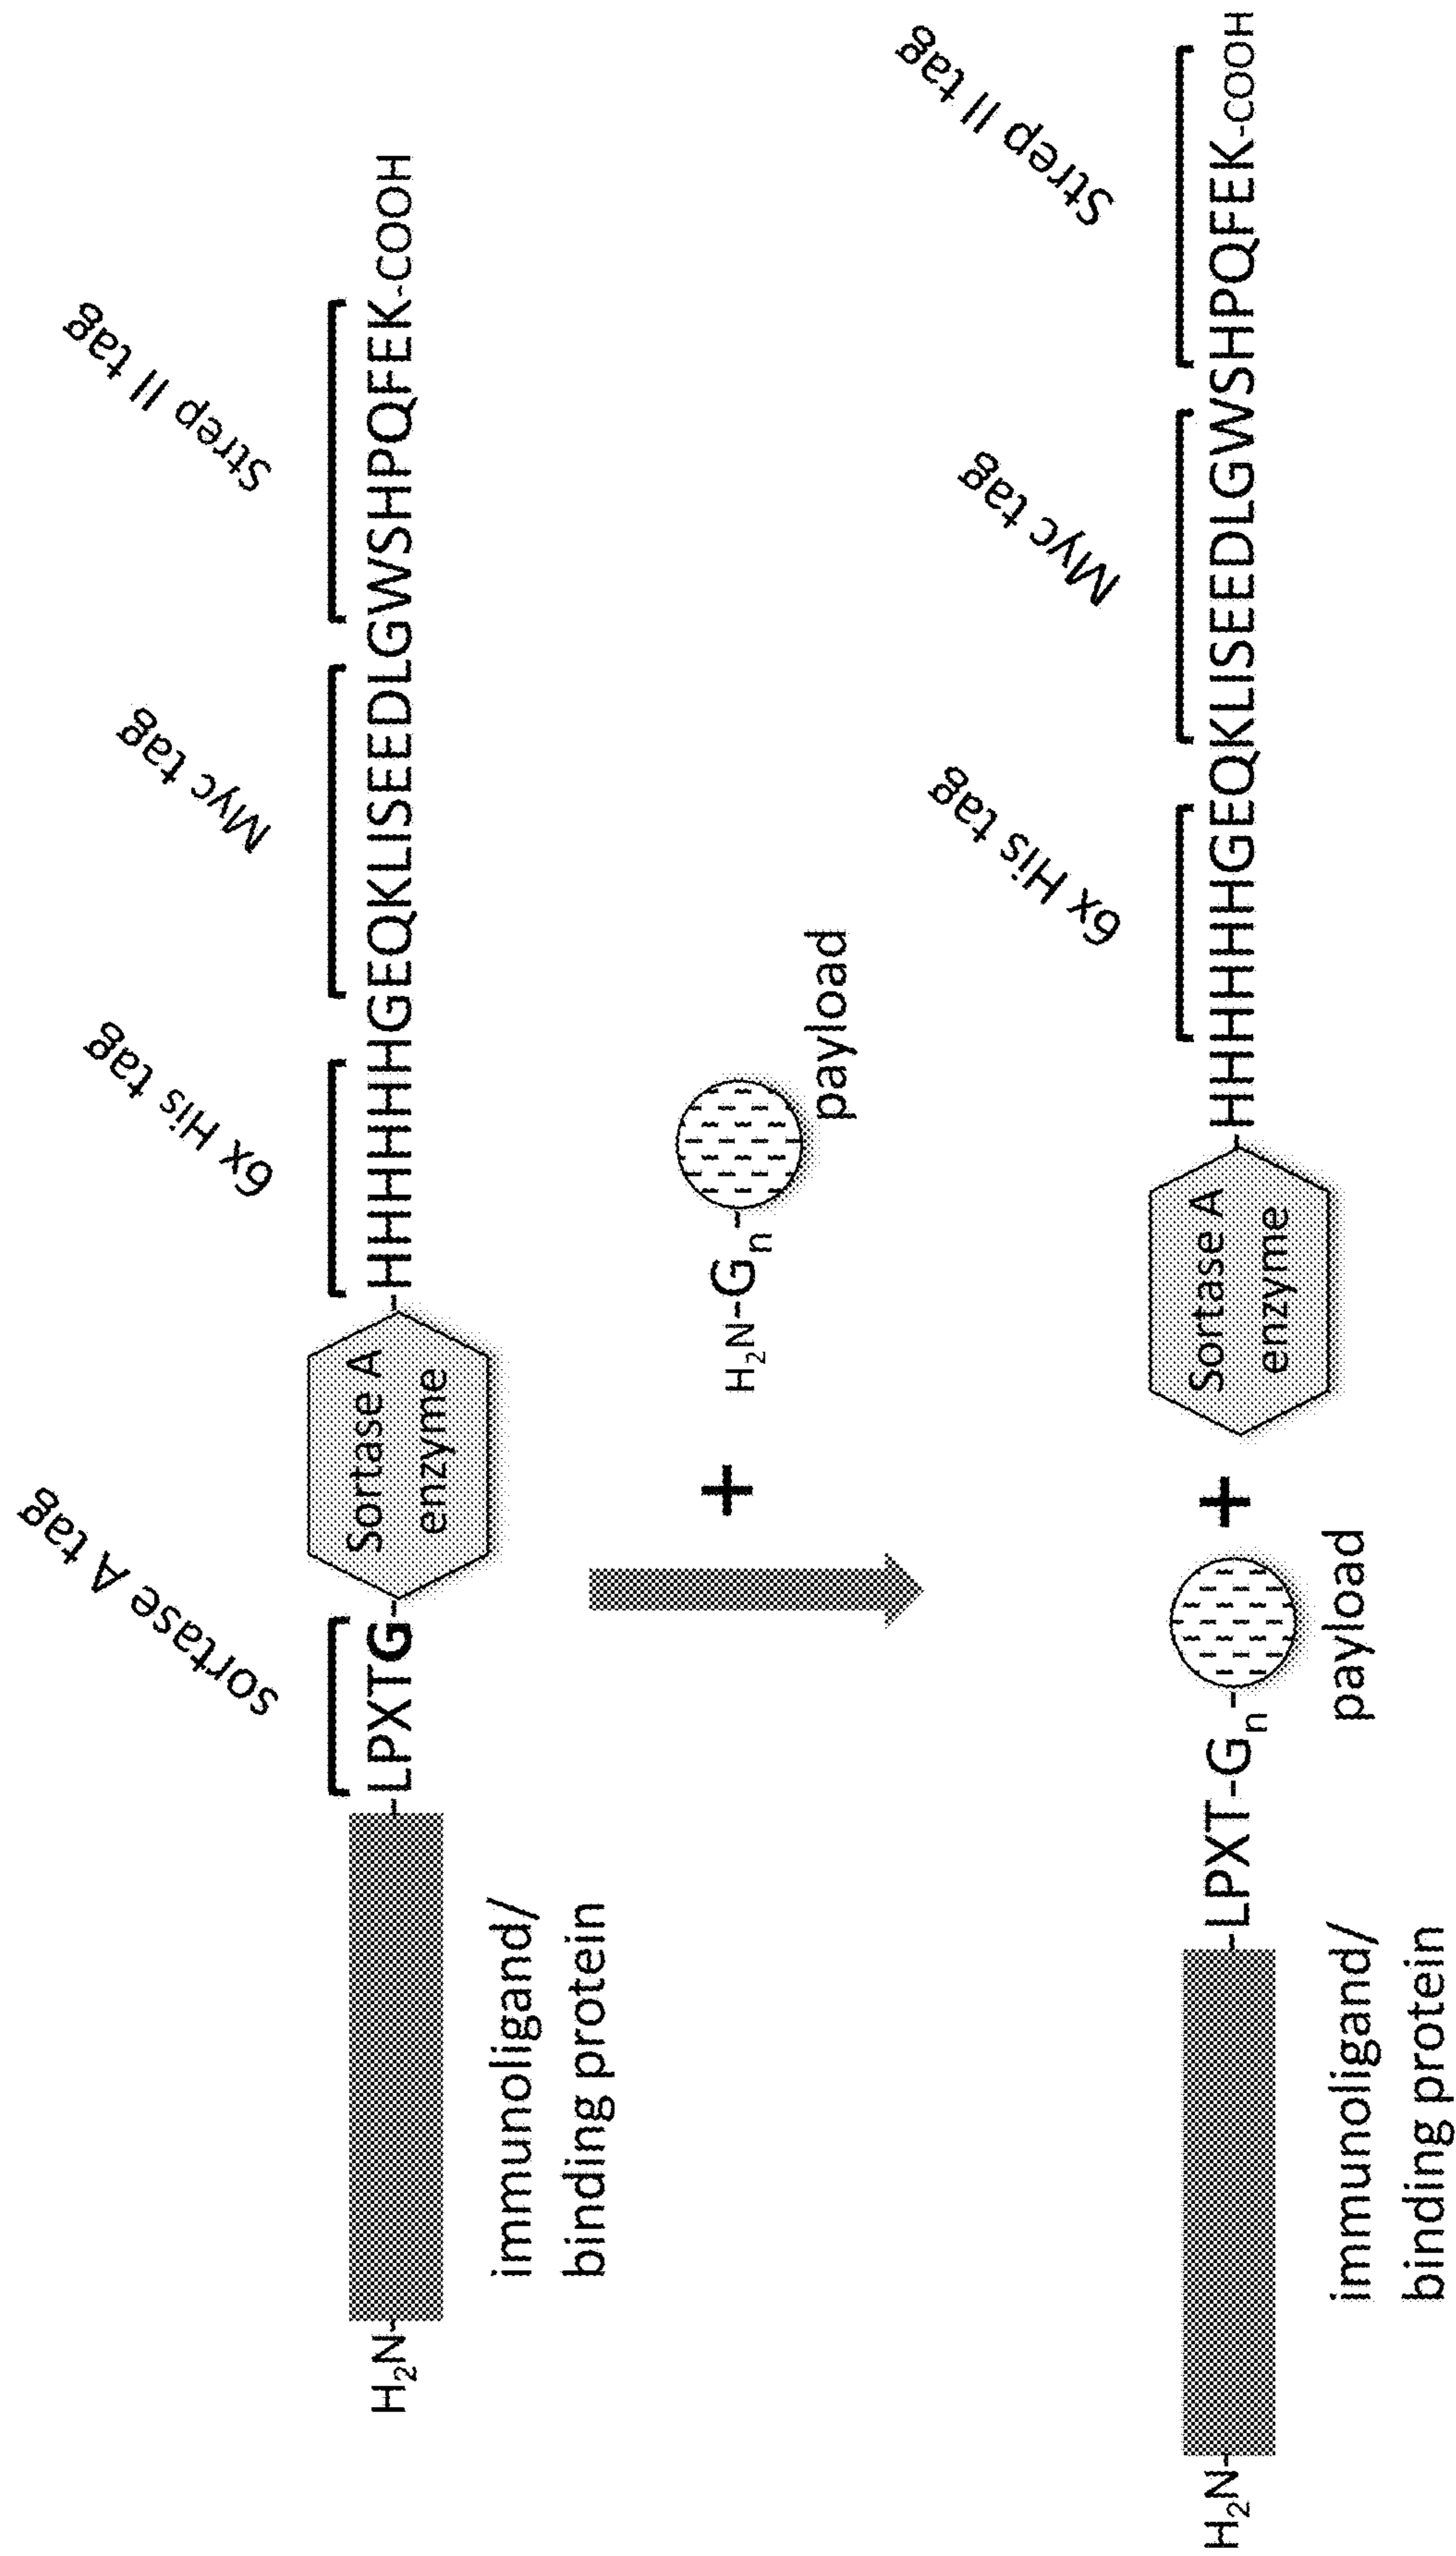 sortase A tag
6x His tag
Myc tag
Strep II tag
H₂N-
-LPXTG-
Sortase A
enzyme
-HHHHHHGEQKLISEEDLGWSHPQFEK-COOH
immunoligand/
binding protein
+
H₂N-Gₙ-
payload
6x His tag
Myc tag
Strep II tag
H₂N-
-LPXT-Gₙ-
+
Sortase A
enzyme
-HHHHHHGEQKLISEEDLGWSHPQFEK-COOH
immunoligand/
binding protein
payload